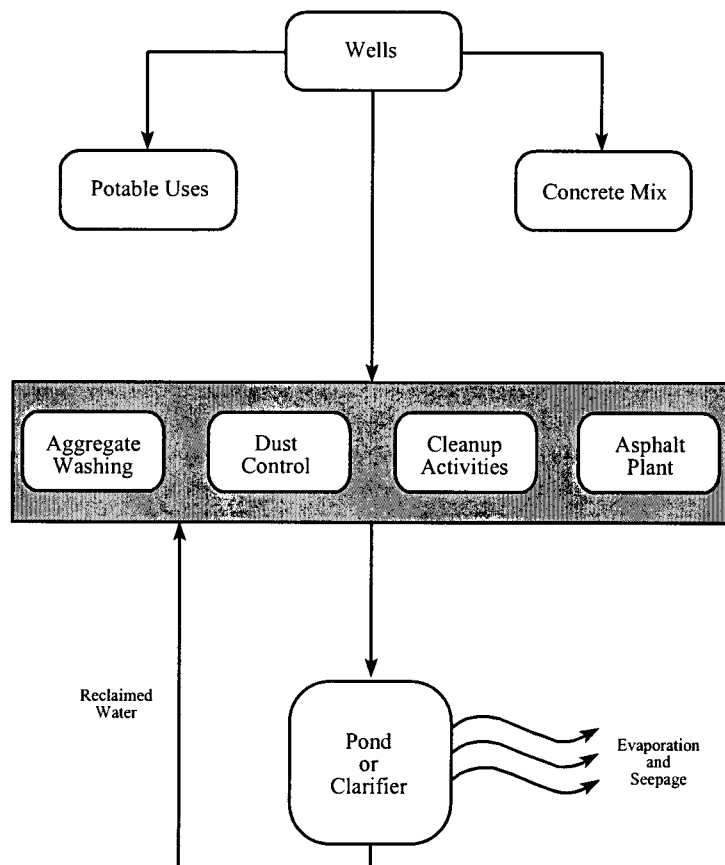 Wells
Potable Uses
Concrete Mix
Aggregate
Washing
Dust
Control
Cleanup
Activities
Asphalt
Plant
Reclaimed
Water
Pond
or
Clarifier
Evaporation
and
Seepage